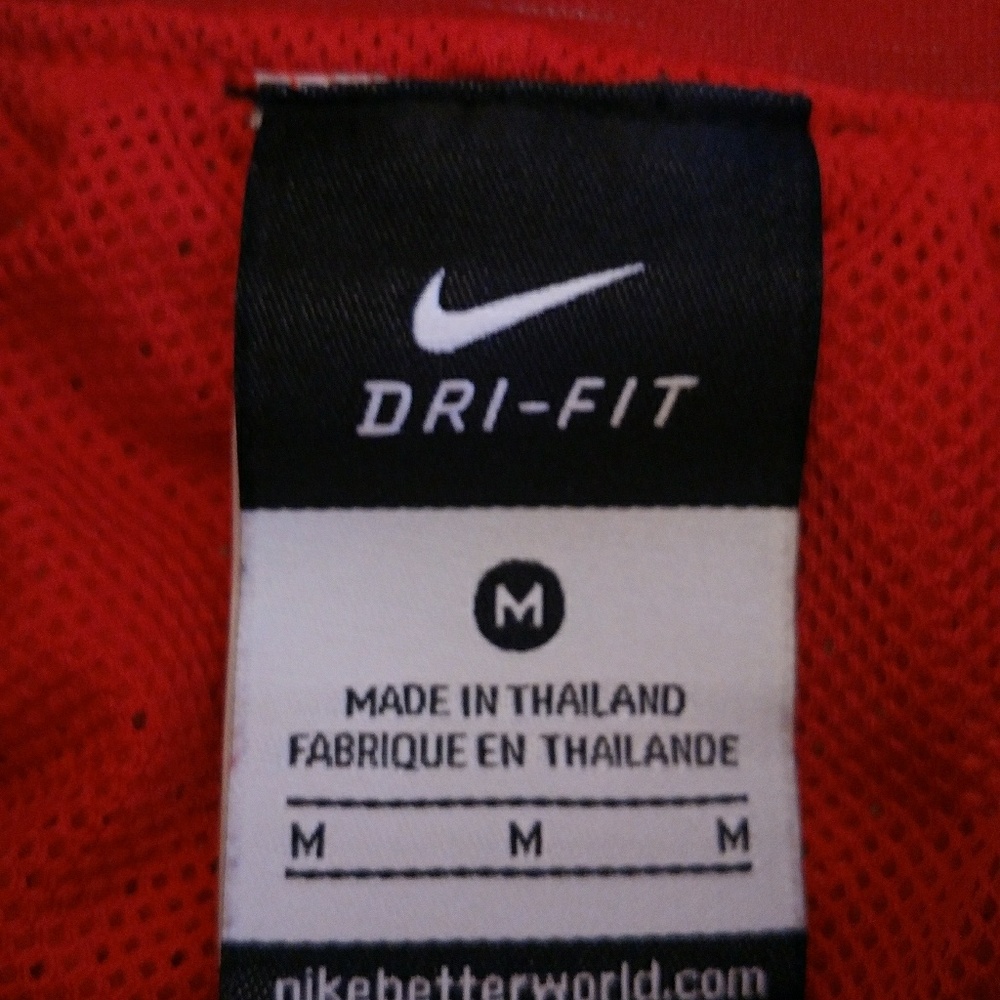 DRI-FIT
M
MADE IN THAILAND
FABRIQUE EN THAILANDE
M M M
nikebetterworld.com